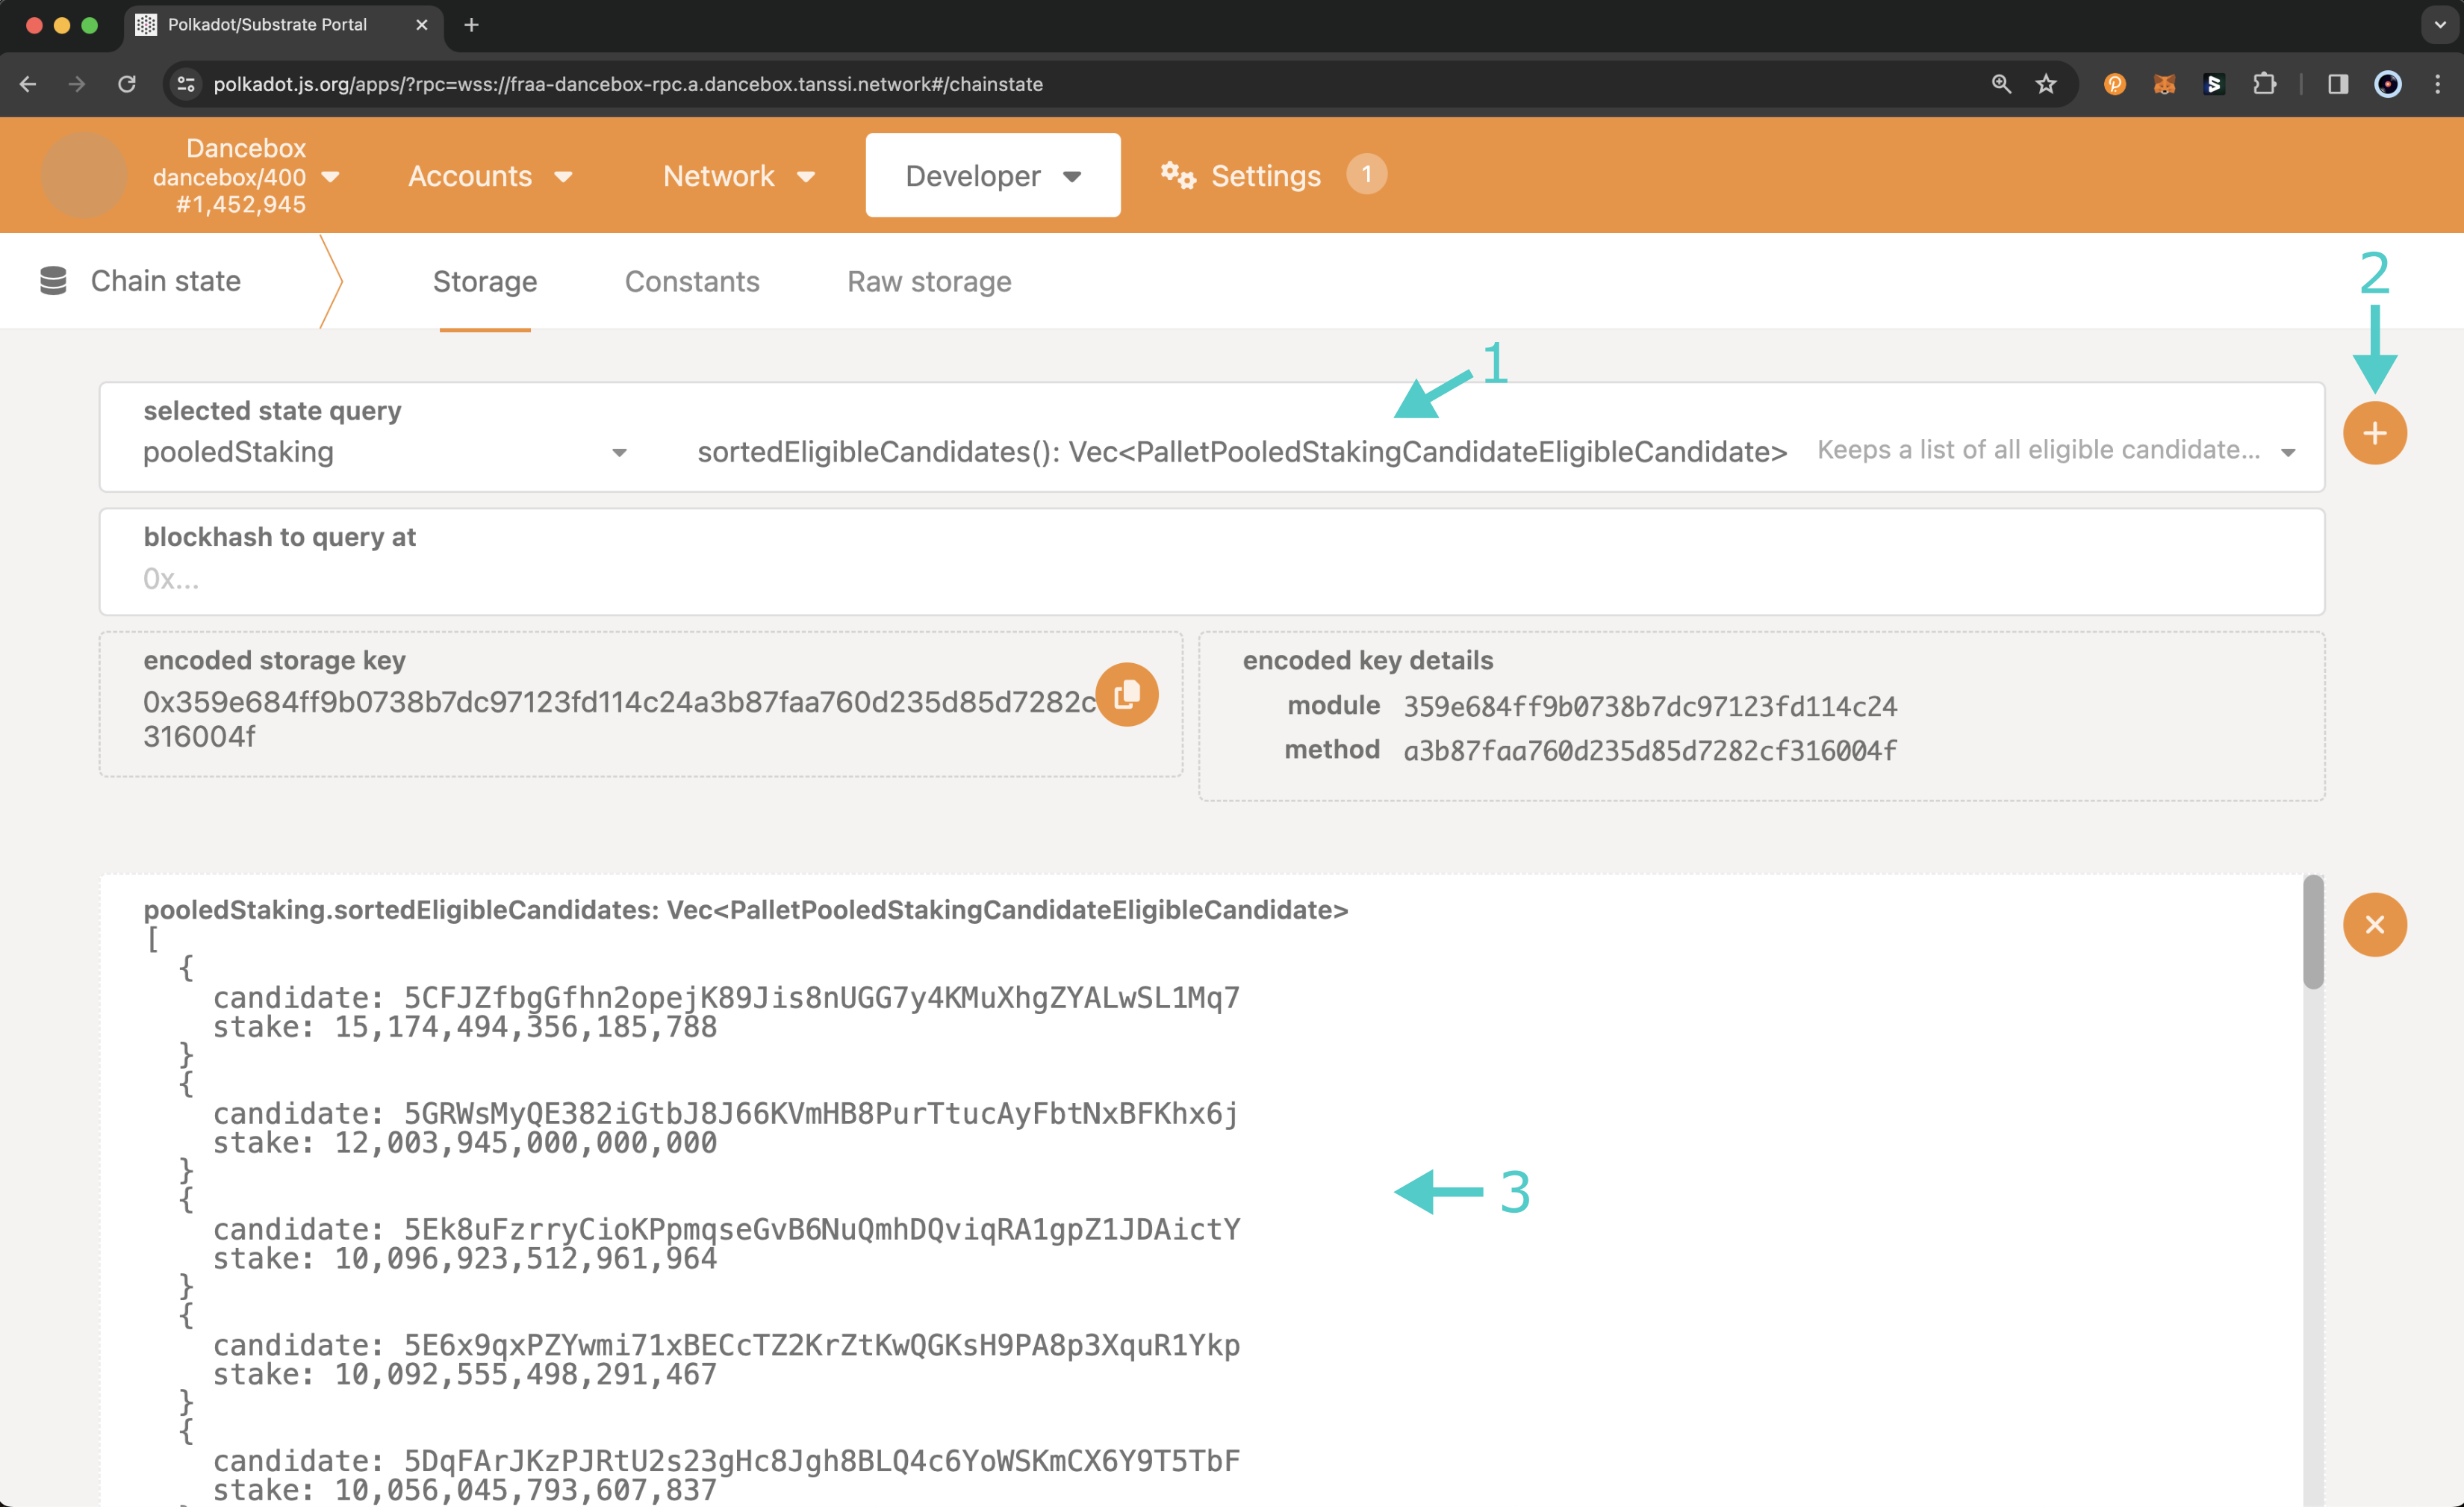 Polkadot/Substrate Portal
polkadot.js.org/apps/?rpc=wss://fraa-dancebox-rpc.a.dancebox.tanssi.network#/chainstate
Dancebox
dancebox/400
#1,452,945
Accounts
Network
Developer
Settings
1
Chain state
Storage
Constants
Raw storage
2
1
selected state query
pooledStaking
sortedEligibleCandidates(): Vec<PalletPooledStakingCandidateEligibleCandidate>
Keeps a list of all eligible candidate...
blockhash to query at
0x...
encoded storage key
0x359e684ff9b0738b7dc97123fd114c24a3b87faa760d235d85d7282c
316004f
encoded key details
module 359e684ff9b0738b7dc97123fd114c24
method a3b87faa760d235d85d7282cf316004f
pooledStaking.sortedEligibleCandidates: Vec<PalletPooledStakingCandidateEligibleCandidate>
[
{
candidate: 5CFJZfbgGfhn2opejK89Jis8nUGG7y4KMuXhgZYALwSL1Mq7
stake: 15,174,494,356,185,788
}
{
candidate: 5GRWsMyQE382iGtbJ8J66KVmHB8PurTtucAyFbtNxBFKhx6j
stake: 12,003,945,000,000,000
}
{
3
candidate: 5Ek8uFzrryCioKPpmqseGvB6NuQmhDQviqRA1gpZ1JDAictY
stake: 10,096,923,512,961,964
}
{
candidate: 5E6x9qxPZYwmi71xBECcTZ2KrZtKwQGKsH9PA8p3XquR1Ykp
stake: 10,092,555,498,291,467
}
{
candidate: 5DqFArJKzPJRtU2s23gHc8Jgh8BLQ4c6YoWSKmCX6Y9T5TbF
stake: 10,056,045,793,607,837